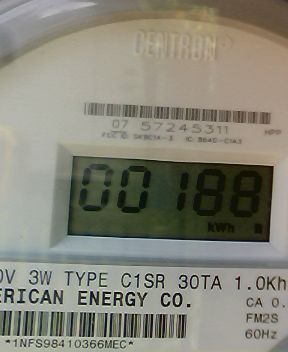 CENTRON
07 57245311
00188
kWh R
0V 3W TYPE C1SR 30TA 1.0Kh
ERICAN ENERGY CO.
CA 0.
FM2S
60Hz
*1NFS98410366MEC*